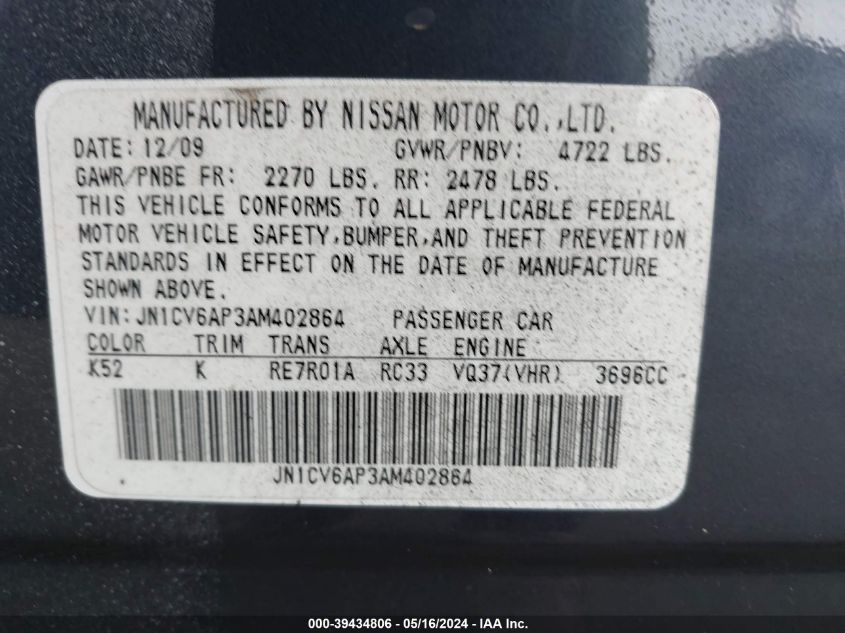 MANUFACTURED BY NISSAN MOTOR CO.,LTD.
DATE: 12/09 GVWR/PNBV: 4722 LBS.
GAWR/PNBE FR: 2270 LBS. RR: 2478 LBS.
THIS VEHICLE CONFORMS TO ALL APPLICABLE FEDERAL
MOTOR VEHICLE SAFETY,BUMPER,AND THEFT PREVENTION
STANDARDS IN EFFECT ON THE DATE OF MANUFACTURE
SHOWN ABOVE.
VIN: JN1CV6AP3AM402864 PASSENGER CAR
COLOR TRIM TRANS AXLE ENGINE
K52 K RE7R01A RC33 VQ37(VHR) 3696CC
JN1CV6AP3AM402864
000-39434806 - 05/16/2024 - IAA Inc.